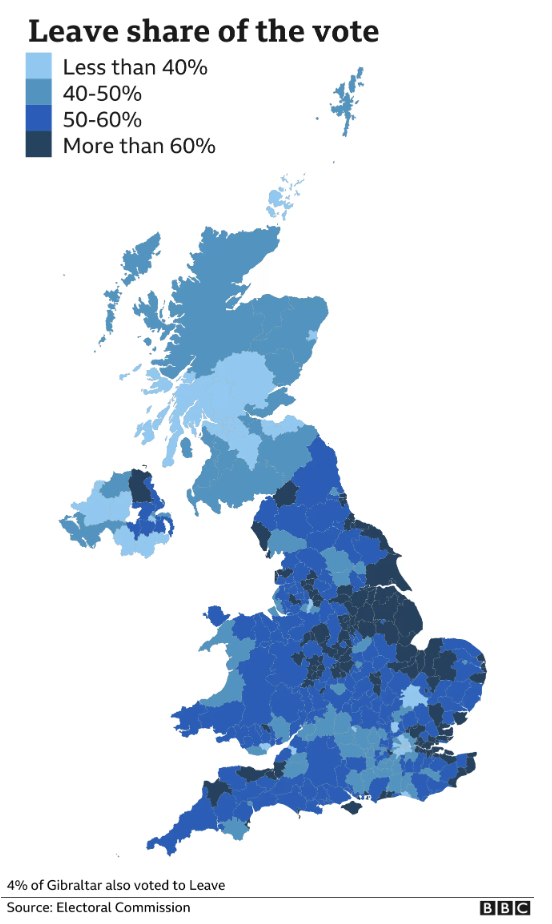 Leave share of the vote
Less than 40%
40-50%
50-60%
More than 60%
4% of Gibraltar also voted to Leave
Source: Electoral Commission
BBC